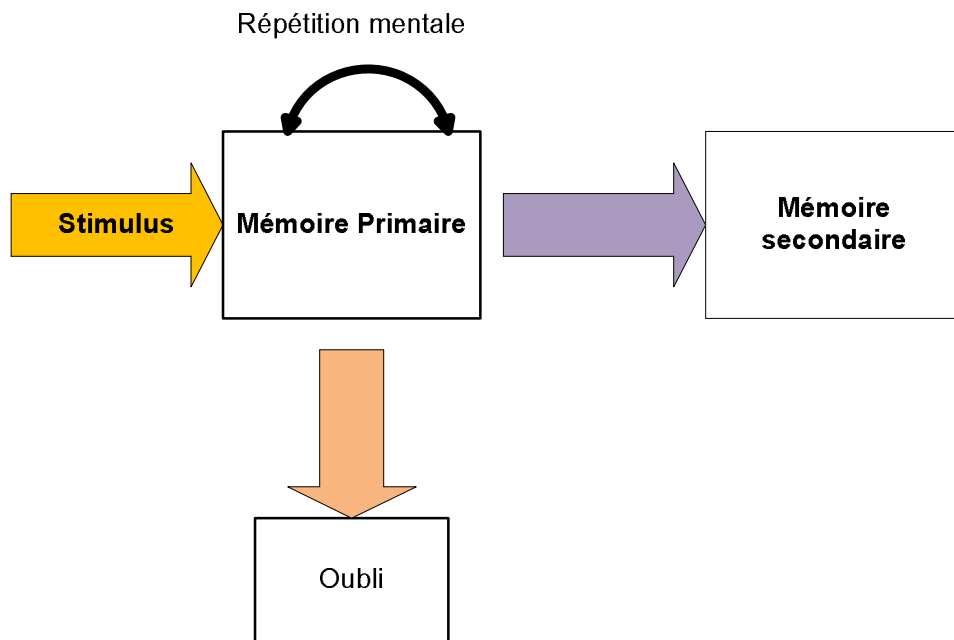 Répétition mentale
Stimulus
Mémoire Primaire
Mémoire
secondaire
Oubli